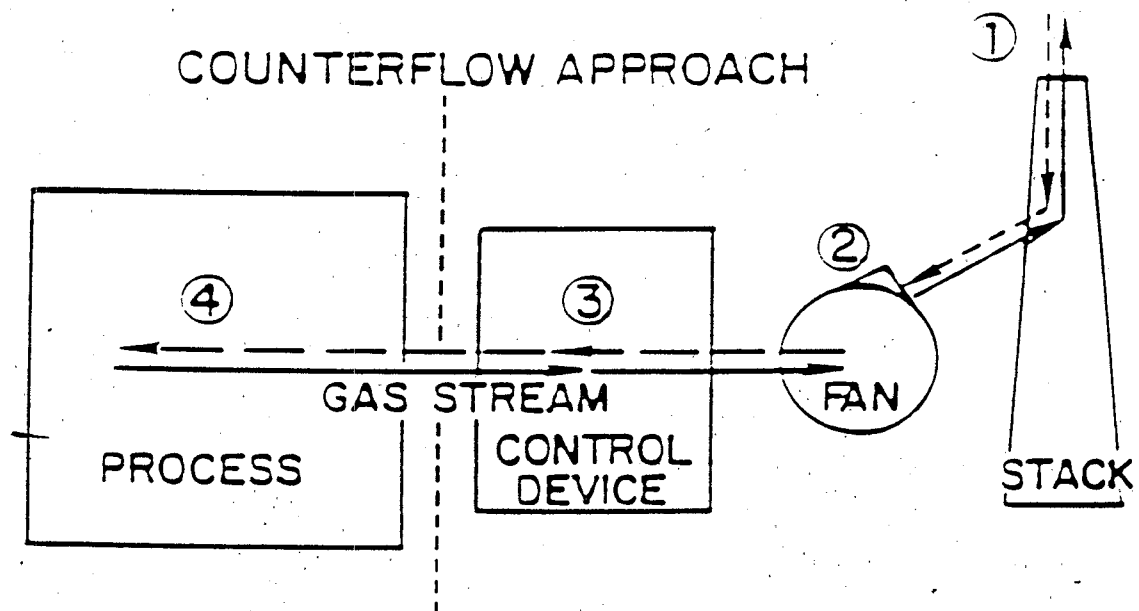 COUNTERFLOW APPROACH
①
②
④
③
GAS STREAM
FAN
PROCESS
CONTROL
DEVICE
STACK